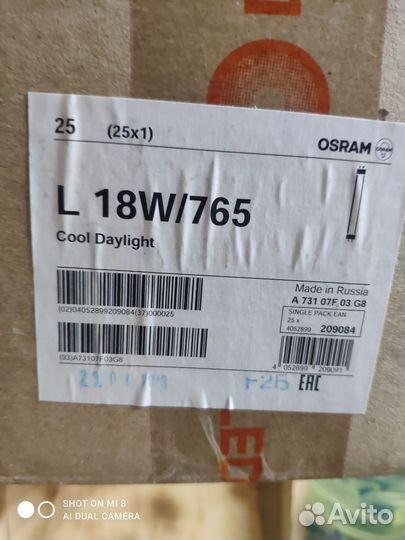 25 (25x1)
OSRAM
L 18W/765
Cool Daylight
Made in Russia
A 731 07F 03 G8
SINGLE PACK EAN
25 x
4052899 209084
(02)04052899209084(37)000025
(93)A73107F03G8
4 052899 209091
F26 EAC
LED
SHOT ON MI 8
AI DUAL CAMERA
Avito